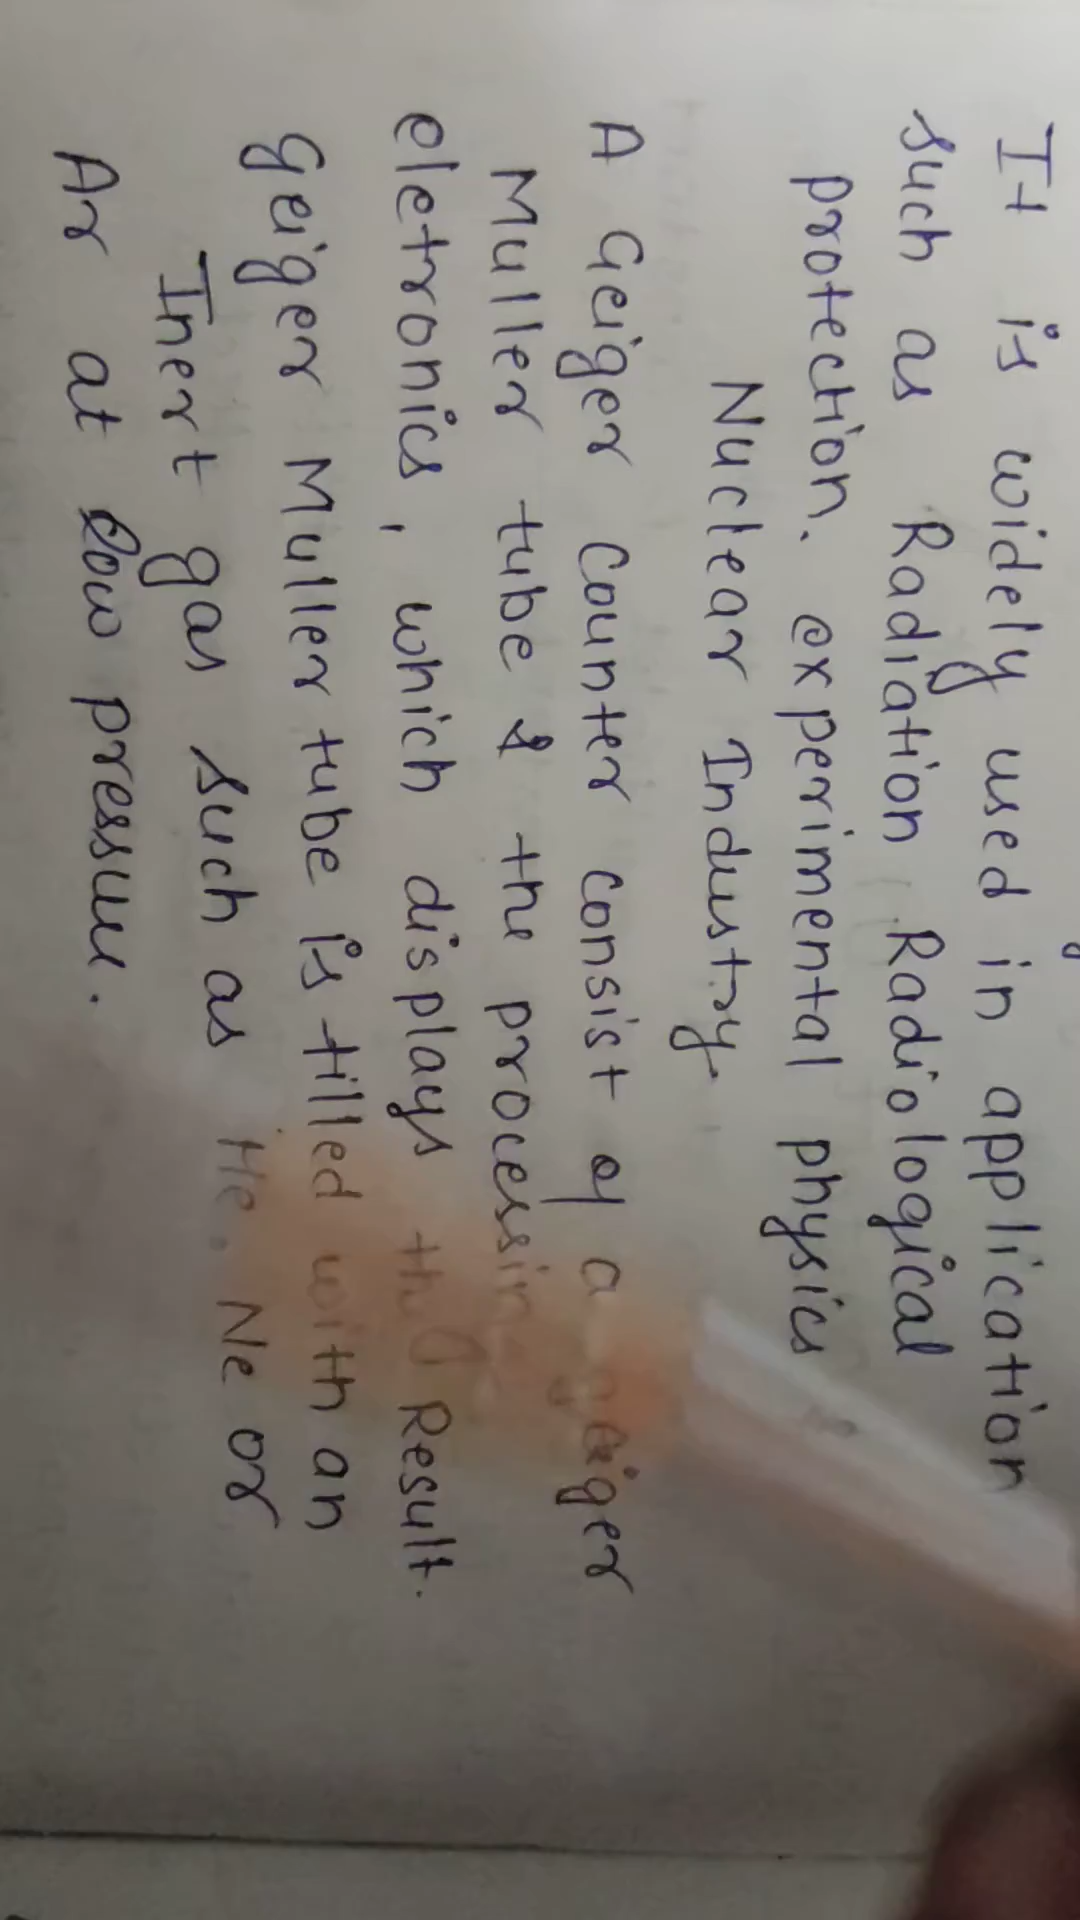 It is widely used in application
such as Radiation Radiological
protection. experimental physics
Nuclear Industry.
A Geiger Counter consist of a geiger
Muller tube & the processing
eletronics, which displays the Result.
Geiger Muller tube is filled with an
Inert gas such as He. Ne or
Ar at low pressure.